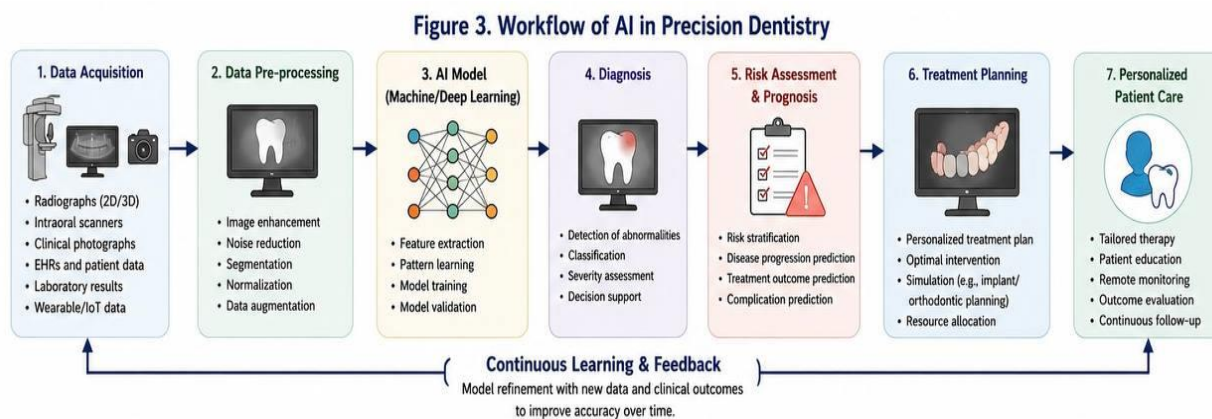 Figure 3. Workflow of AI in Precision Dentistry
1. Data Acquisition
• Radiographs (2D/3D)
• Intraoral scanners
• Clinical photographs
• EHRs and patient data
• Laboratory results
• Wearable/IoT data
2. Data Pre-processing
• Image enhancement
• Noise reduction
• Segmentation
• Normalization
• Data augmentation
3. AI Model
(Machine/Deep Learning)
• Feature extraction
• Pattern learning
• Model training
• Model validation
4. Diagnosis
• Detection of abnormalities
• Classification
• Severity assessment
• Decision support
5. Risk Assessment
& Prognosis
• Risk stratification
• Disease progression prediction
• Treatment outcome prediction
• Complication prediction
6. Treatment Planning
• Personalized treatment plan
• Optimal intervention
• Simulation (e.g., implant/
orthodontic planning)
• Resource allocation
7. Personalized
Patient Care
• Tailored therapy
• Patient education
• Remote monitoring
• Outcome evaluation
• Continuous follow-up
Continuous Learning & Feedback
Model refinement with new data and clinical outcomes
to improve accuracy over time.